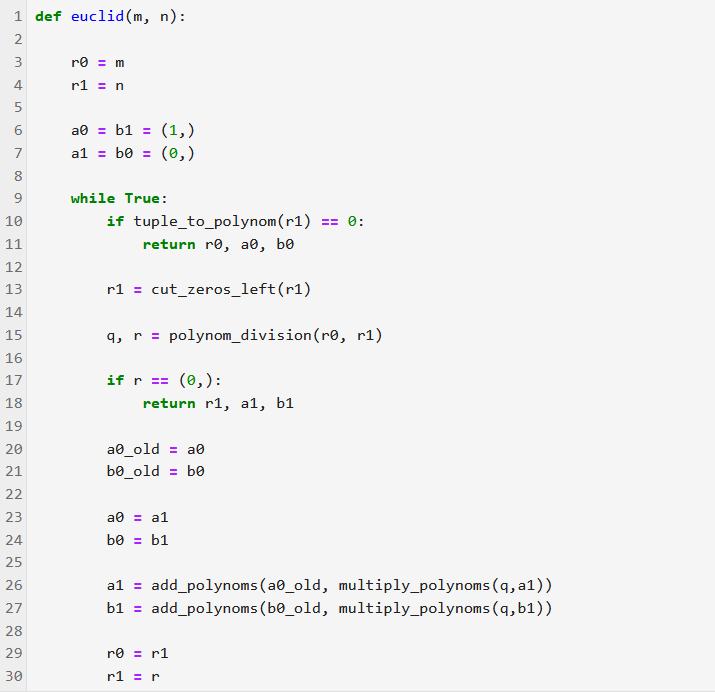 1 def euclid(m, n):
2
3     r0 = m
4     r1 = n
5
6     a0 = b1 = (1,)
7     a1 = b0 = (0,)
8
9     while True:
10         if tuple_to_polynom(r1) == 0:
11             return r0, a0, b0
12
13         r1 = cut_zeros_left(r1)
14
15         q, r = polynom_division(r0, r1)
16
17         if r == (0,):
18             return r1, a1, b1
19
20         a0_old = a0
21         b0_old = b0
22
23         a0 = a1
24         b0 = b1
25
26         a1 = add_polynoms(a0_old, multiply_polynoms(q,a1))
27         b1 = add_polynoms(b0_old, multiply_polynoms(q,b1))
28
29         r0 = r1
30         r1 = r